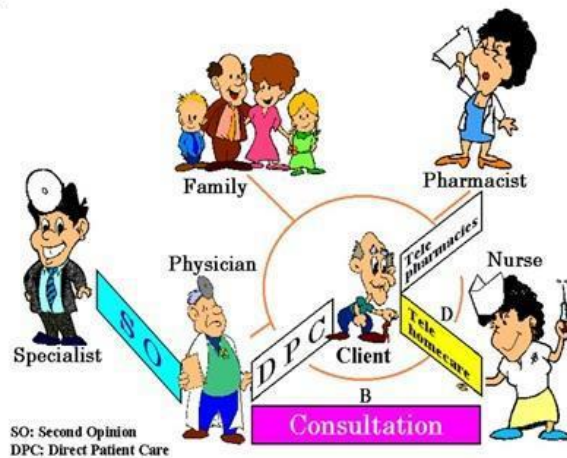 Family
Pharmacist
Specialist
SO
Physician
DPC
Client
Tele
pharmacies
Tele
homecare
D
Nurse
B
Consultation
SO: Second Opinion
DPC: Direct Patient Care